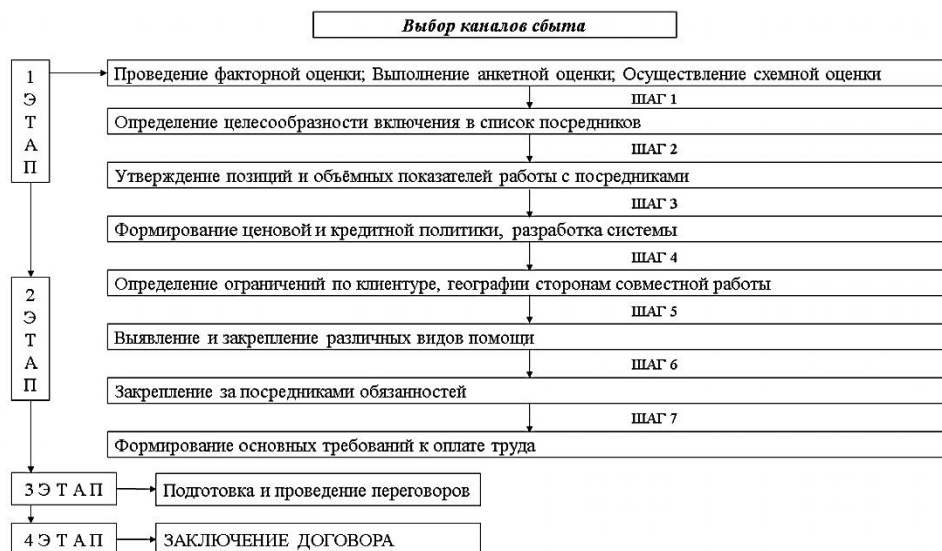 Выбор каналов сбыта
1 ЭТАП
Проведение факторной оценки; Выполнение анкетной оценки; Осуществление схемной оценки
ШАГ 1
Определение целесообразности включения в список посредников
ШАГ 2
Утверждение позиций и объёмных показателей работы с посредниками
ШАГ 3
Формирование ценовой и кредитной политики, разработка системы
ШАГ 4
2 ЭТАП
Определение ограничений по клиентуре, географии сторонам совместной работы
ШАГ 5
Выявление и закрепление различных видов помощи
ШАГ 6
Закрепление за посредниками обязанностей
ШАГ 7
Формирование основных требований к оплате труда
3 Э Т А П
Подготовка и проведение переговоров
4 Э Т А П
ЗАКЛЮЧЕНИЕ ДОГОВОРА